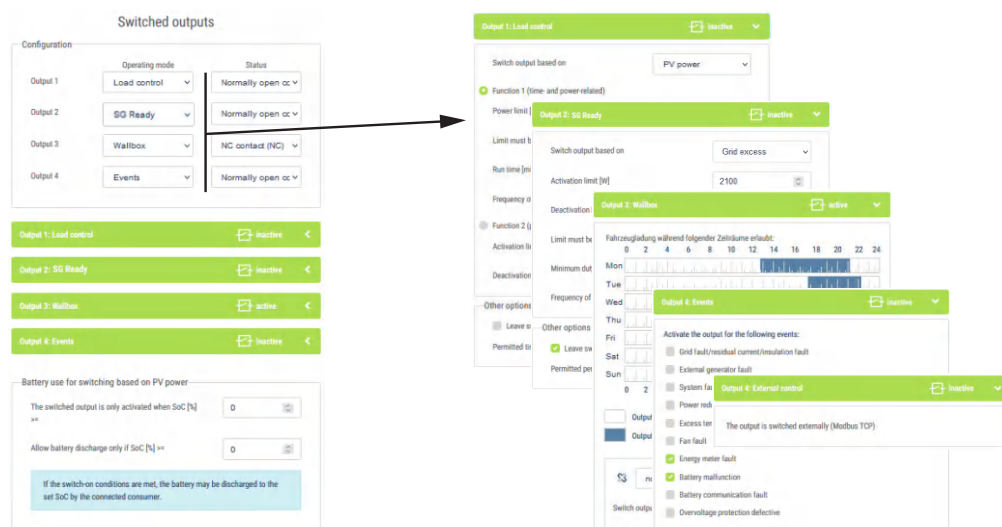 Switched outputs
Configuration
Operating mode
Status
Output 1
Load control
Normally open cc
Output 2
SG Ready
Normally open cc
Output 3
Wallbox
NC contact (NC)
Output 4
Events
Normally open cc
Output 1: Load control
inactive
Output 2: SG Ready
inactive
Output 3: Wallbox
active
Output 4: Events
inactive
Battery use for switching based on PV power
The switched output is only activated when SoC [%]
>=
0
Allow battery discharge only if SoC [%] >=
0
If the switch-on conditions are met, the battery may be discharged to the
set SoC by the connected consumer.
Output 1: Load control
inactive
Switch output based on
PV power
Function 1 (time- and power-related)
Power limit [
Limit must b
Run time [mi
Frequency o
Function 2 (
Activation li
Deactivation
Other options
Leave s
Permitted ti
Output 2: SG Ready
inactive
Switch output based on
Grid excess
Activation limit [W]
2100
Deactivation
Limit must be
Minimum dut
Frequency of
Other options
Leave sw
Permitted per
Output 3: Wallbox
active
Fahrzeugladung während folgender Zeiträume erlaubt:
0 2 4 6 8 10 12 14 16 18 20 22 24
Mon
Tue
Wed
Thu
Fri
Sat
Sun
0 2
Outpu
Outpu
no
Switch outpu
Output 4: Events
inactive
Activate the output for the following events:
Grid fault/residual current/insulation fault
External generator fault
System fau
Power red
Excess ter
Fan fault
Energy meter fault
Battery malfunction
Battery communication fault
Overvoltage protection defective
Output 4: External control
inactive
The output is switched externally (Modbus TCP)